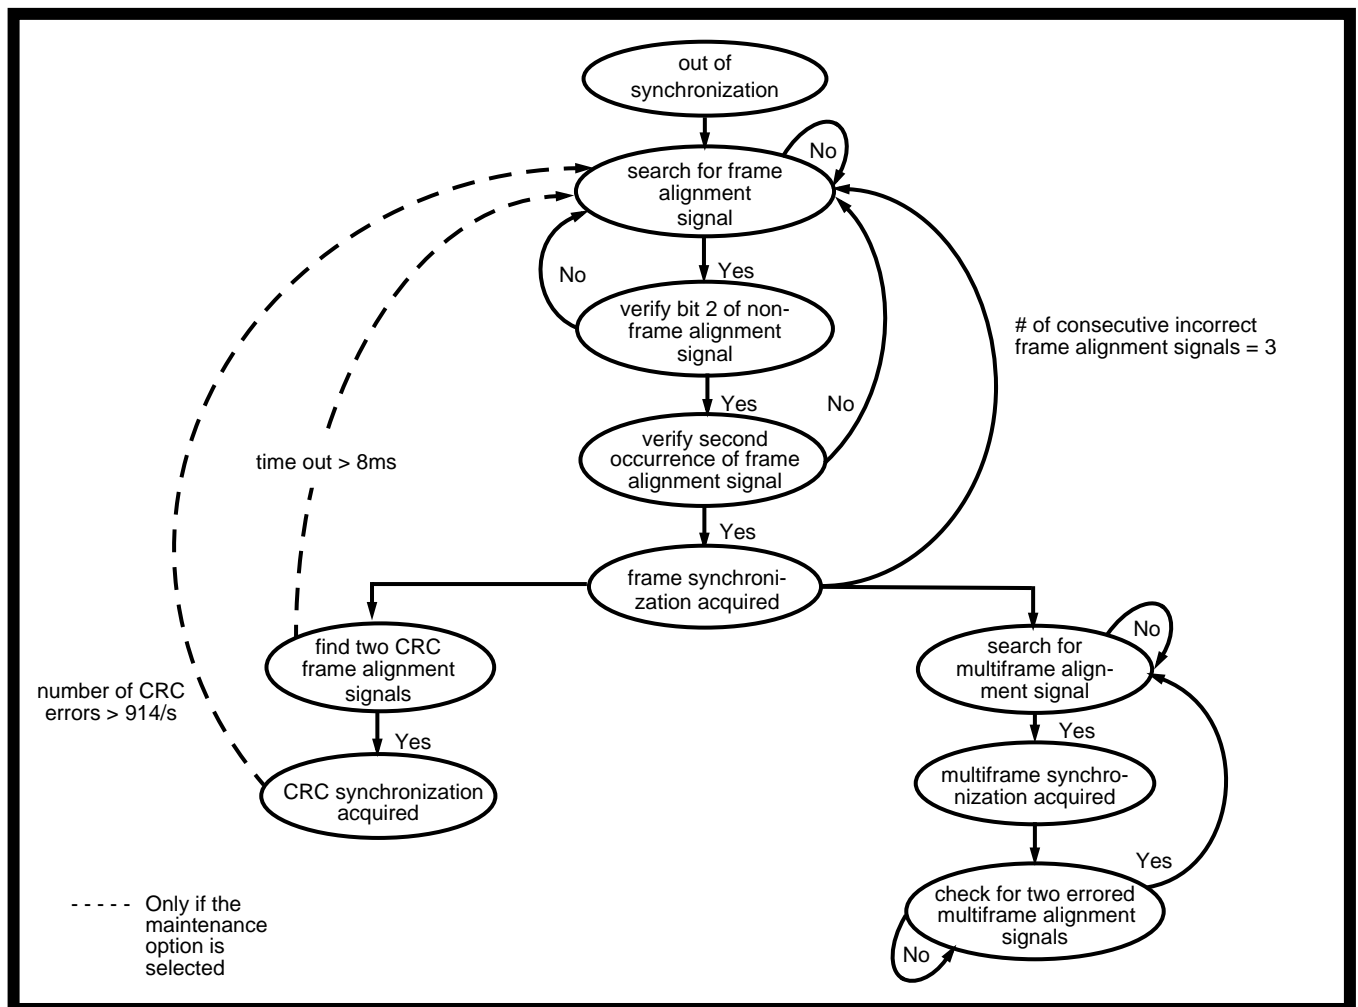 out of
synchronization
No
search for frame
alignment
signal
Yes
No
verify bit 2 of non-
frame alignment
signal
# of consecutive incorrect
frame alignment signals = 3
Yes
No
verify second
occurrence of frame
alignment signal
time out > 8ms
Yes
frame synchroni-
zation acquired
find two CRC
frame alignment
signals
No
search for
multiframe align-
ment signal
number of CRC
errors > 914/s
Yes
Yes
CRC synchronization
acquired
multiframe synchro-
nization acquired
Yes
check for two errored
multiframe alignment
signals
No
- - - - - Only if the
maintenance
option is
selected